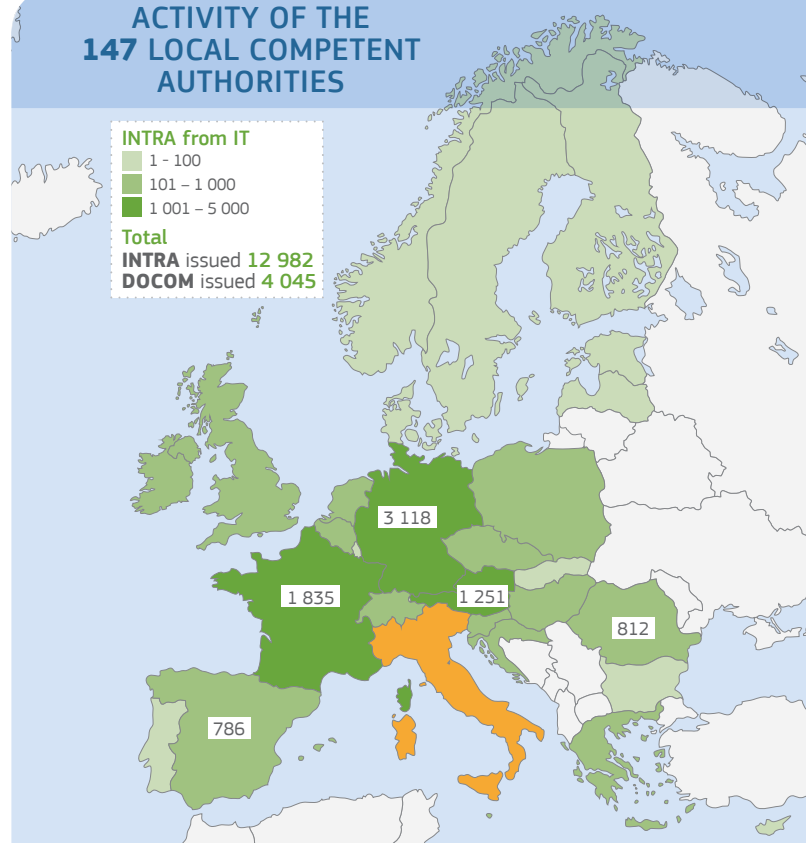 ACTIVITY OF THE
147 LOCAL COMPETENT
AUTHORITIES
INTRA from IT
1 - 100
101 – 1 000
1 001 – 5 000
Total
INTRA issued 12 982
DOCOM issued 4 045
3 118
1 835
1 251
812
786